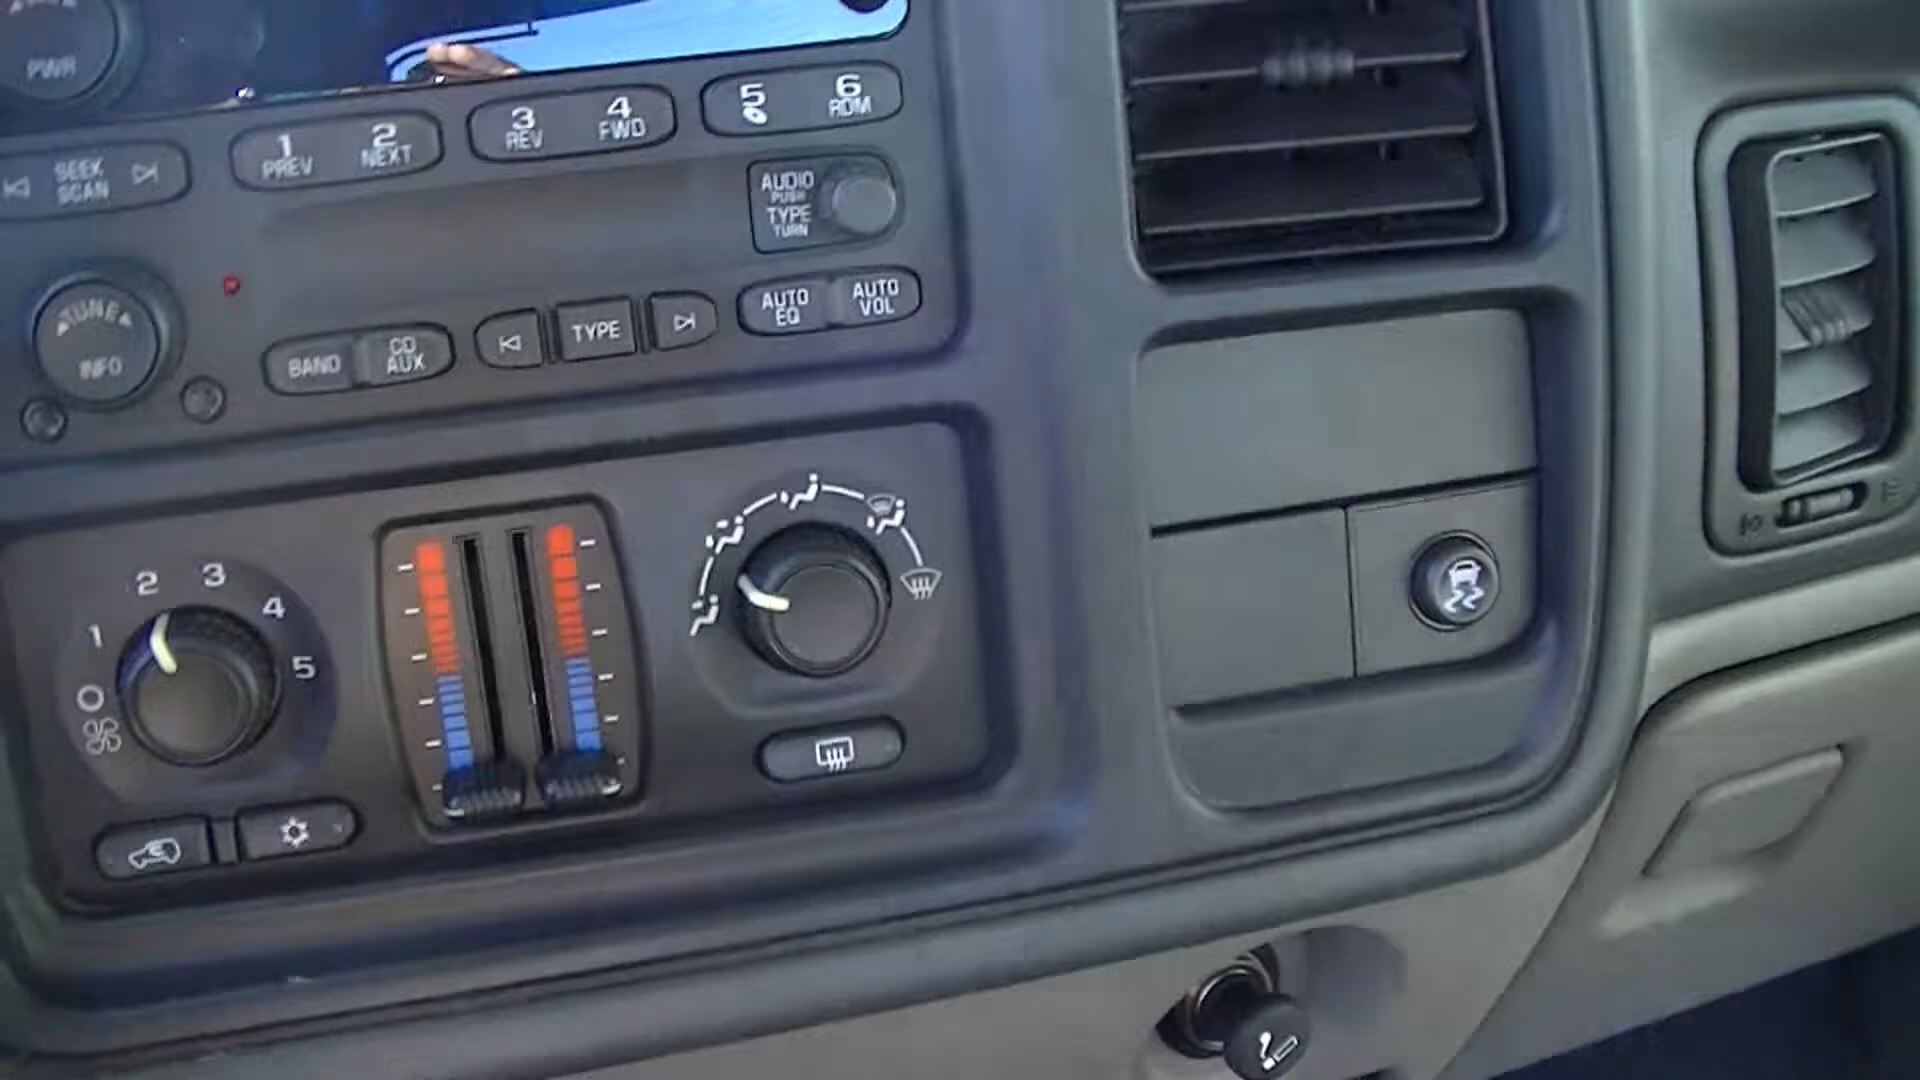 PWR
1 2 3 4 5 6
PREV NEXT REV FWD RDM
SEEK
SCAN
AUDIO
PUSH
TYPE
TURN
TUNE
INFO
BAND
CD
AUX
TYPE
AUTO
EQ
AUTO
VOL
1 2 3 4 5